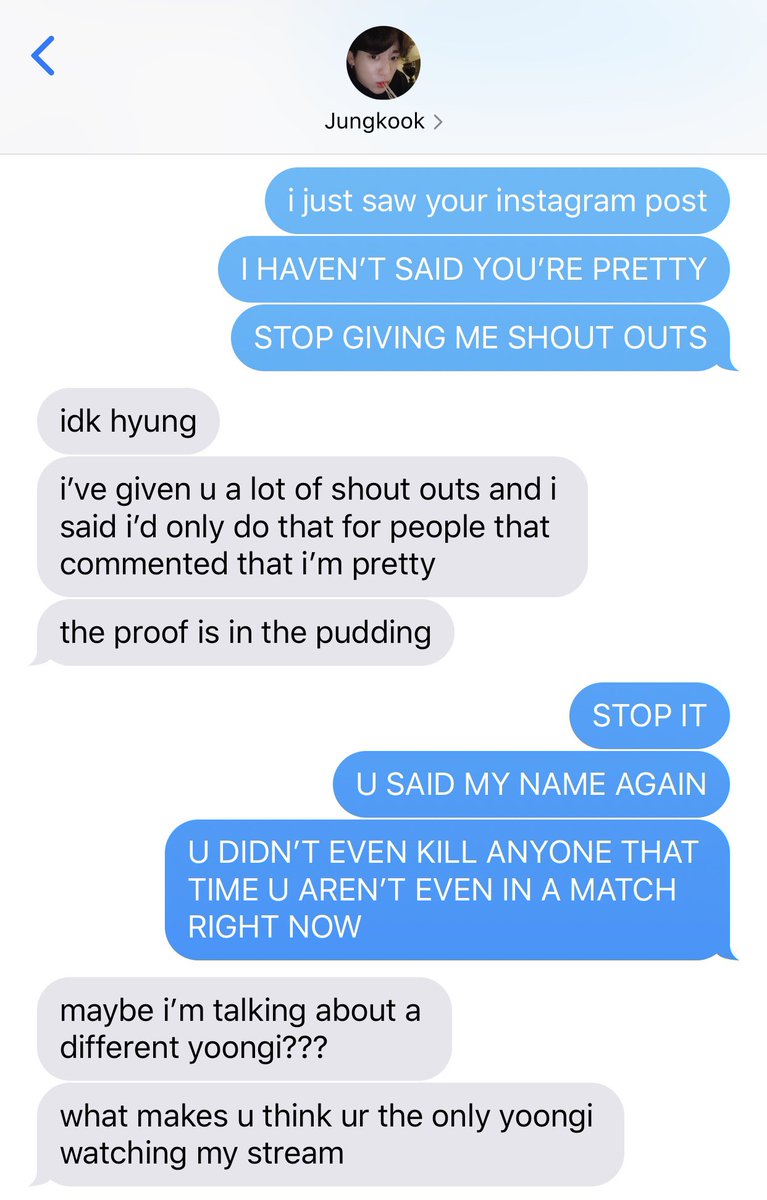 Jungkook
i just saw your instagram post
I HAVEN’T SAID YOU’RE PRETTY
STOP GIVING ME SHOUT OUTS
idk hyung
i’ve given u a lot of shout outs and i
said i’d only do that for people that
commented that i’m pretty
the proof is in the pudding
STOP IT
U SAID MY NAME AGAIN
U DIDN’T EVEN KILL ANYONE THAT
TIME U AREN’T EVEN IN A MATCH
RIGHT NOW
maybe i’m talking about a
different yoongi???
what makes u think ur the only yoongi
watching my stream